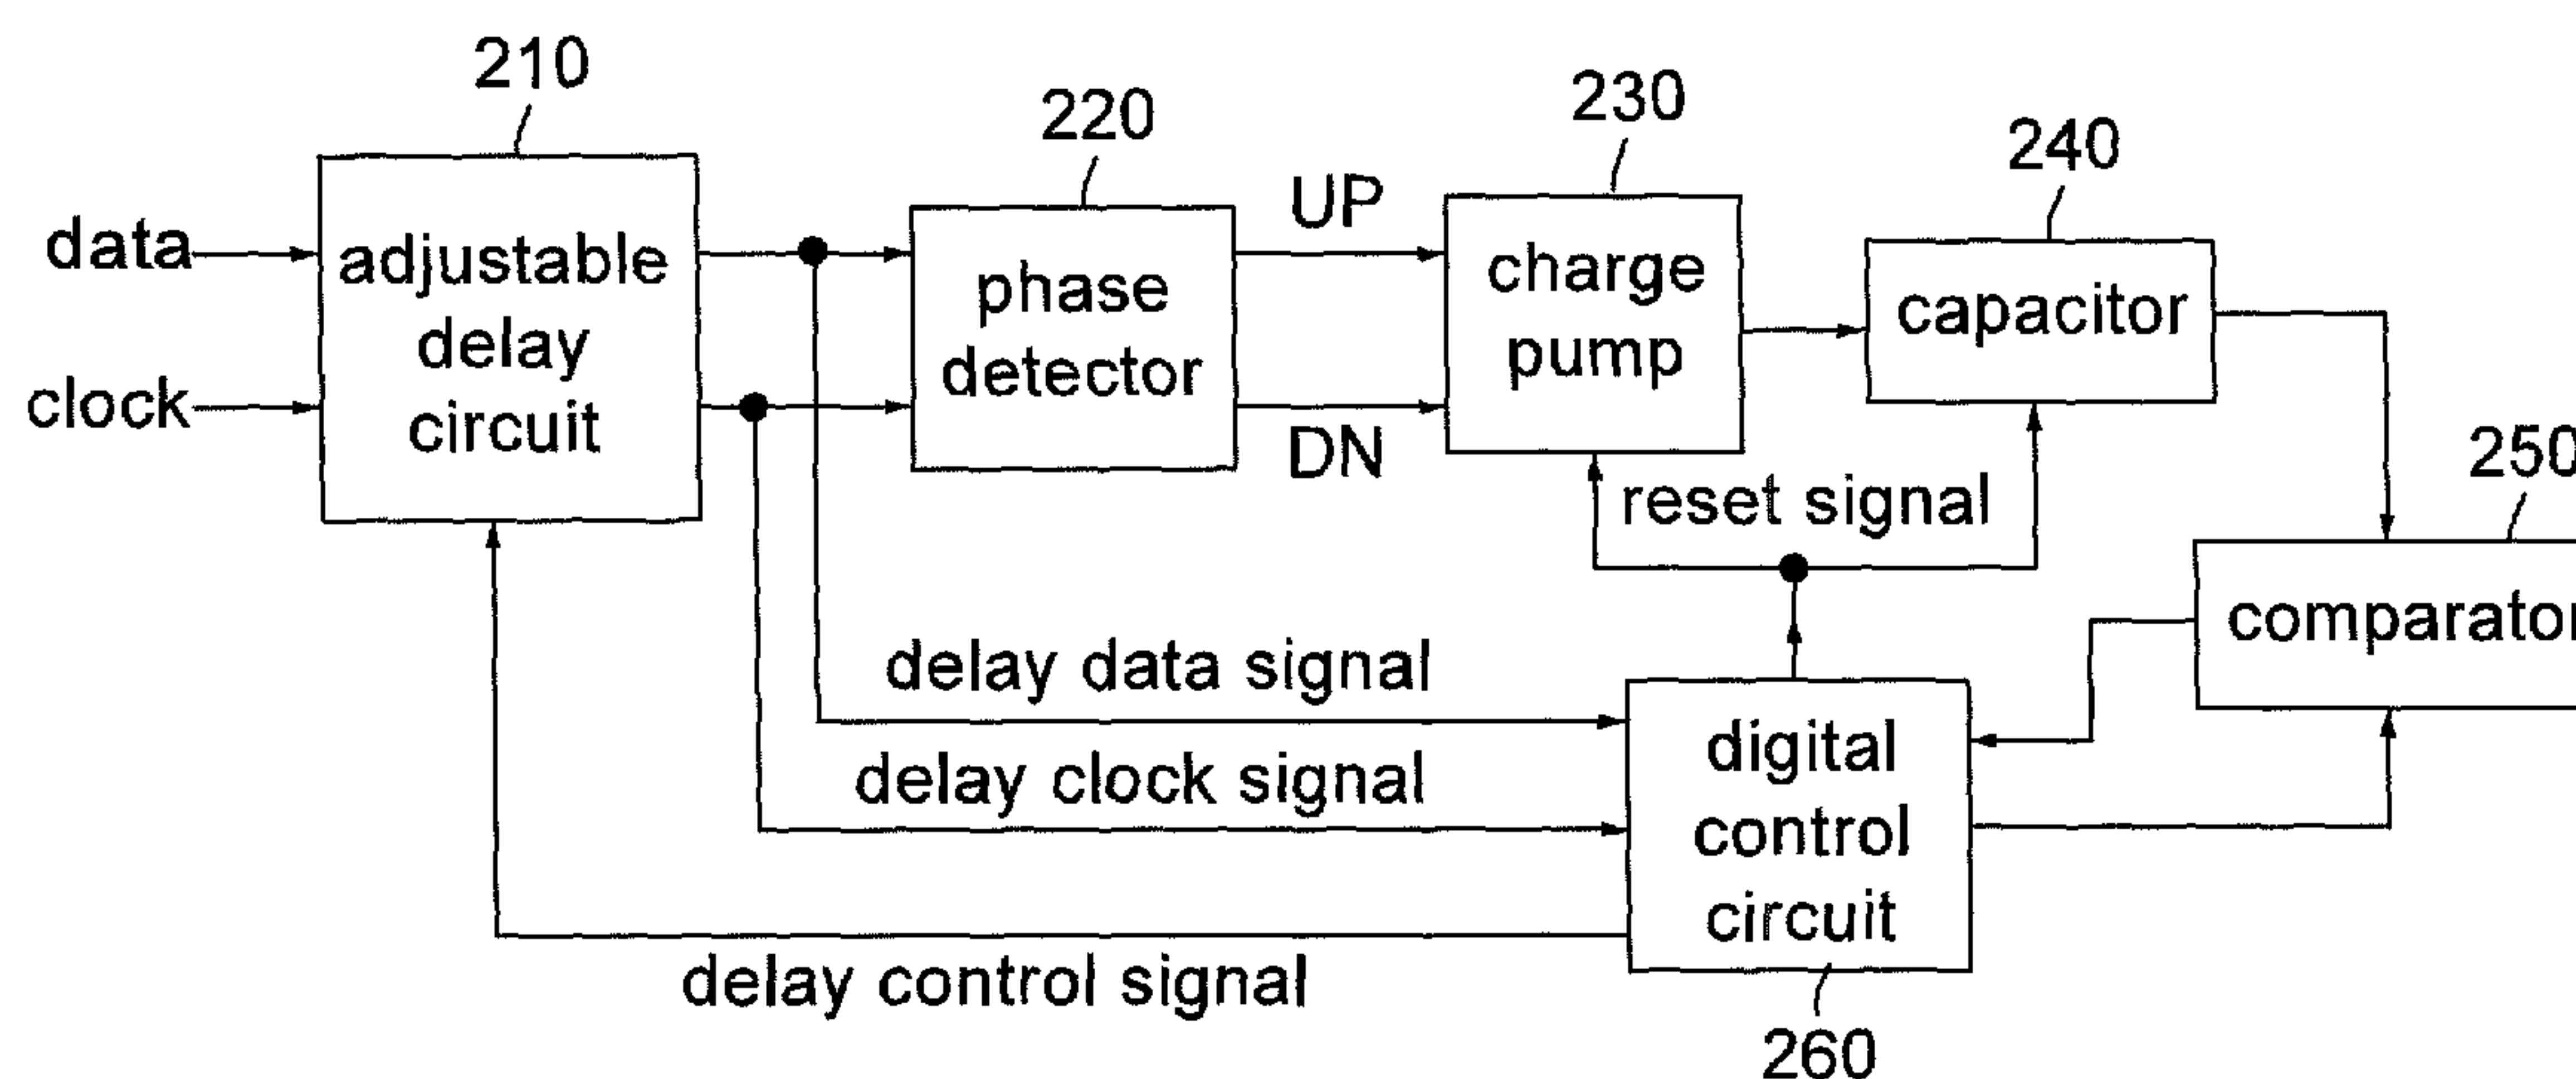 210
220
230
240
data
clock
adjustable
delay
circuit
phase
detector
UP
DN
charge
pump
capacitor
reset signal
250
comparator
delay data signal
delay clock signal
delay control signal
digital
control
circuit
260